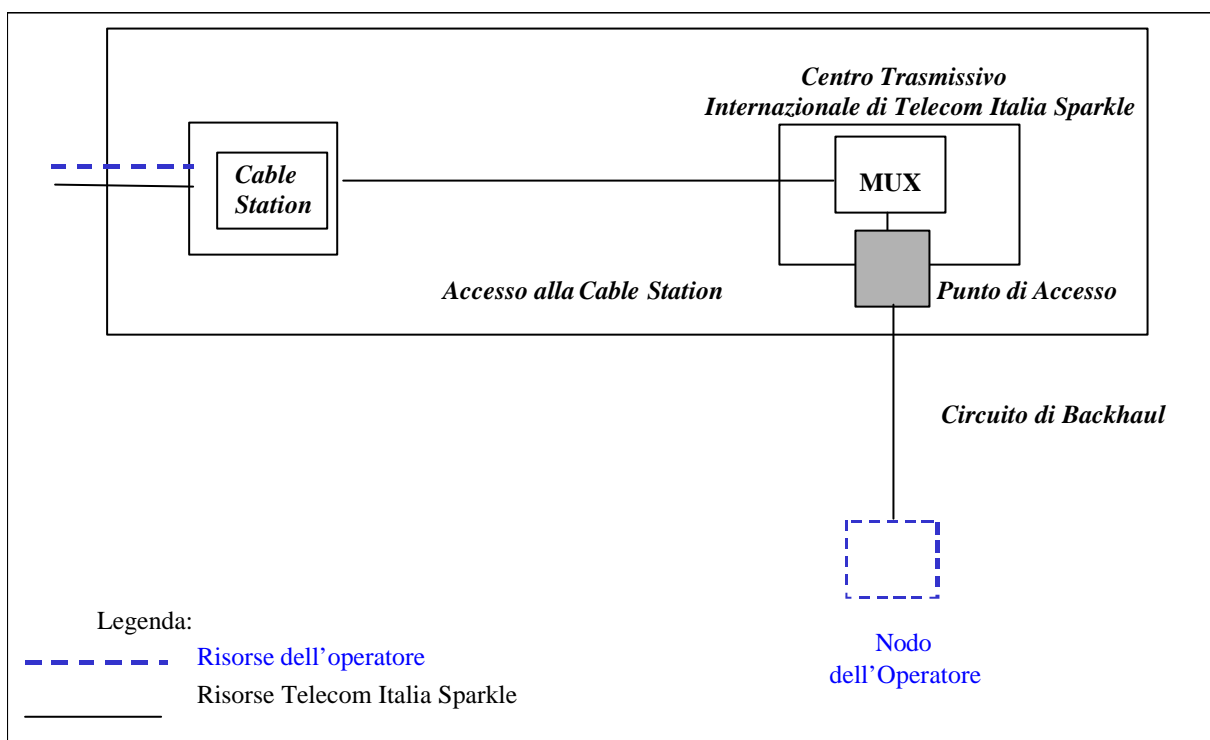 Centro Trasmissivo
Internazionale di Telecom Italia Sparkle
Cable
Station
MUX
Accesso alla Cable Station
Punto di Accesso
Circuito di Backhaul
Legenda:
Risorse dell’operatore
Risorse Telecom Italia Sparkle
Nodo
dell’Operatore